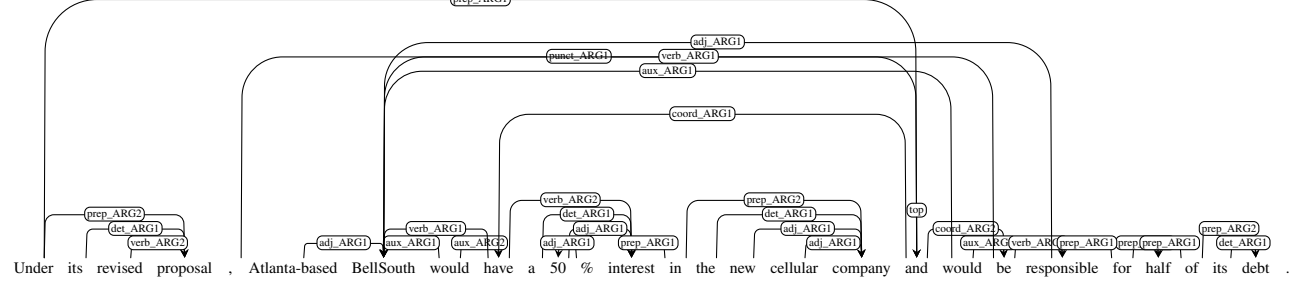 prep_ARG1
adj_ARG1
punct_ARG1 verb_ARG1
aux_ARG1
coord_ARG1
verb_ARG2 prep_ARG2
top
prep_ARG2 det_ARG1 det_ARG1
det_ARG1 verb_ARG1 adj_ARG1 adj_ARG1 coord_ARG2 prep_ARG2
verb_ARG2 adj_ARG1 aux_ARG1 aux_ARG2 adj_ARG1 prep_ARG1 adj_ARG1 prep_ARG1 prep_ARG1 det_ARG1
Under its revised proposal , Atlanta-based BellSouth would have a 50 % interest in the new cellular company and would be responsible for half of its debt .